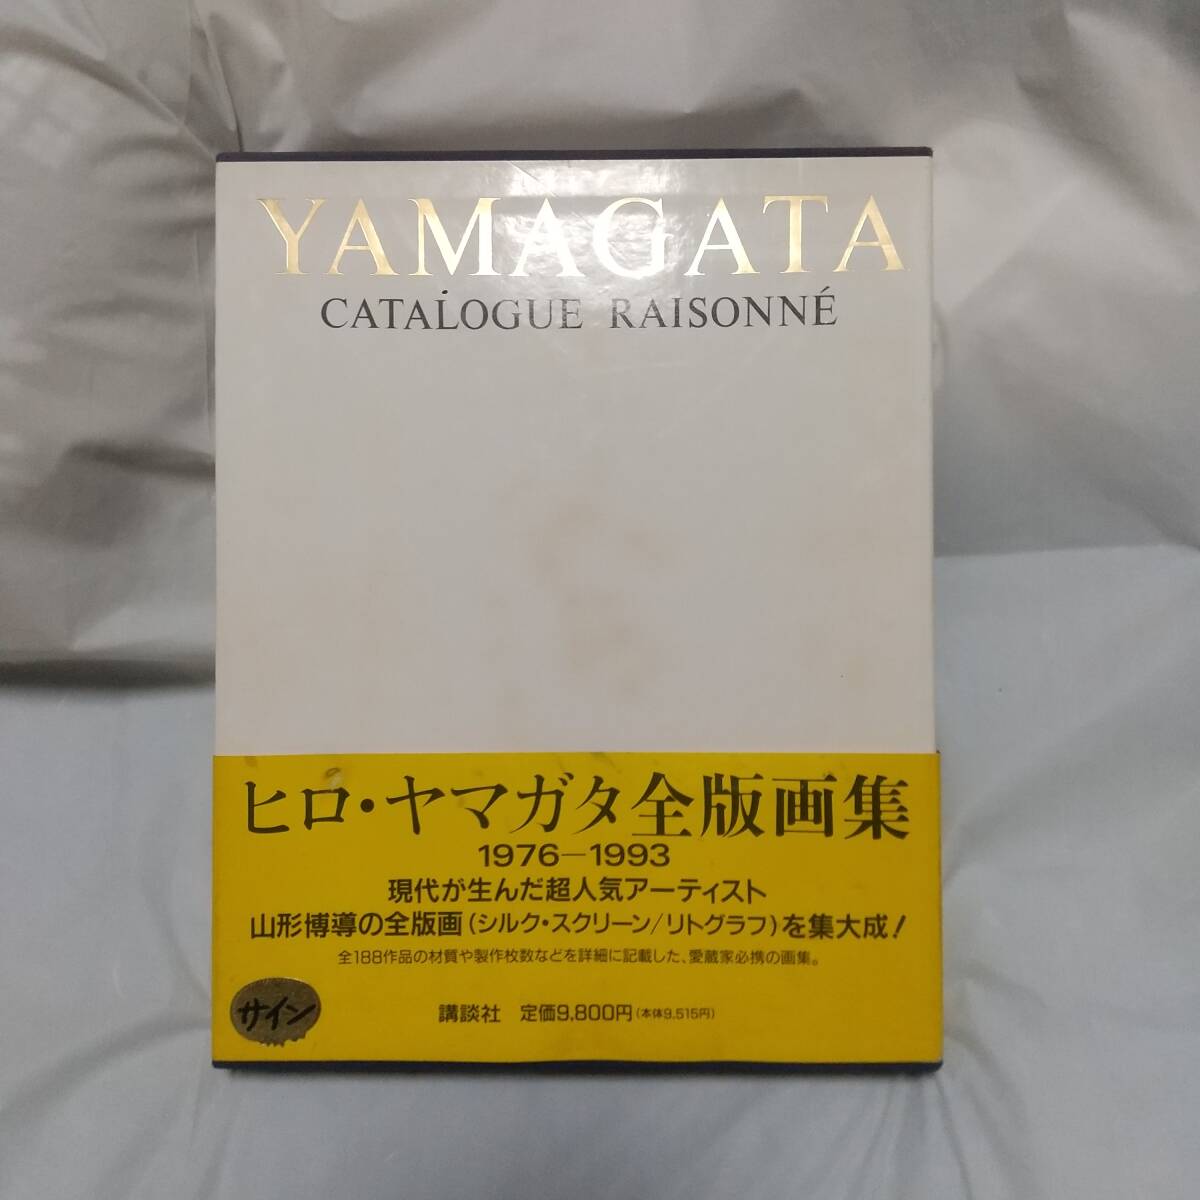 YAMAGATA
CATALOGUE RAISONNÉ
ヒロ・ヤマガタ全版画集
1976—1993
現代が生んだ超人気アーティスト
山形博導の全版画(シルク・スクリーン/リトグラフ)を集大成!
全188作品の材質や製作枚数などを詳細に記載した、愛蔵家必携の画集。
サイン
講談社 定価9,800円(本体9,515円)